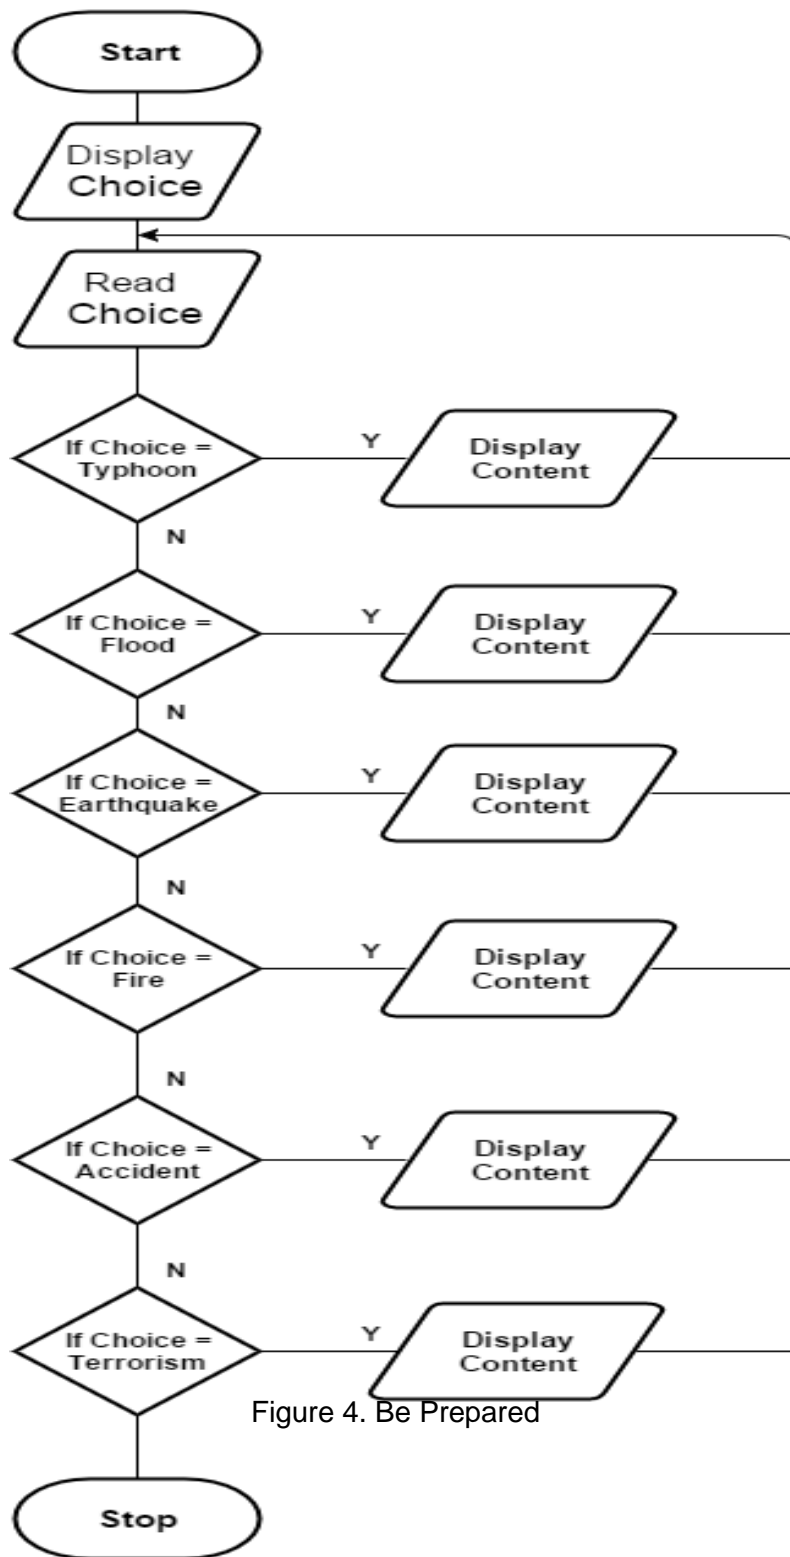 Start
Display
Choice
Read
Choice
If Choice =
Typhoon
Y
Display
Content
N
If Choice =
Flood
Y
Display
Content
N
If Choice =
Earthquake
Y
Display
Content
N
If Choice =
Fire
Y
Display
Content
N
If Choice =
Accident
Y
Display
Content
N
If Choice =
Terrorism
Y
Display
Content
Figure 4. Be Prepared
Stop